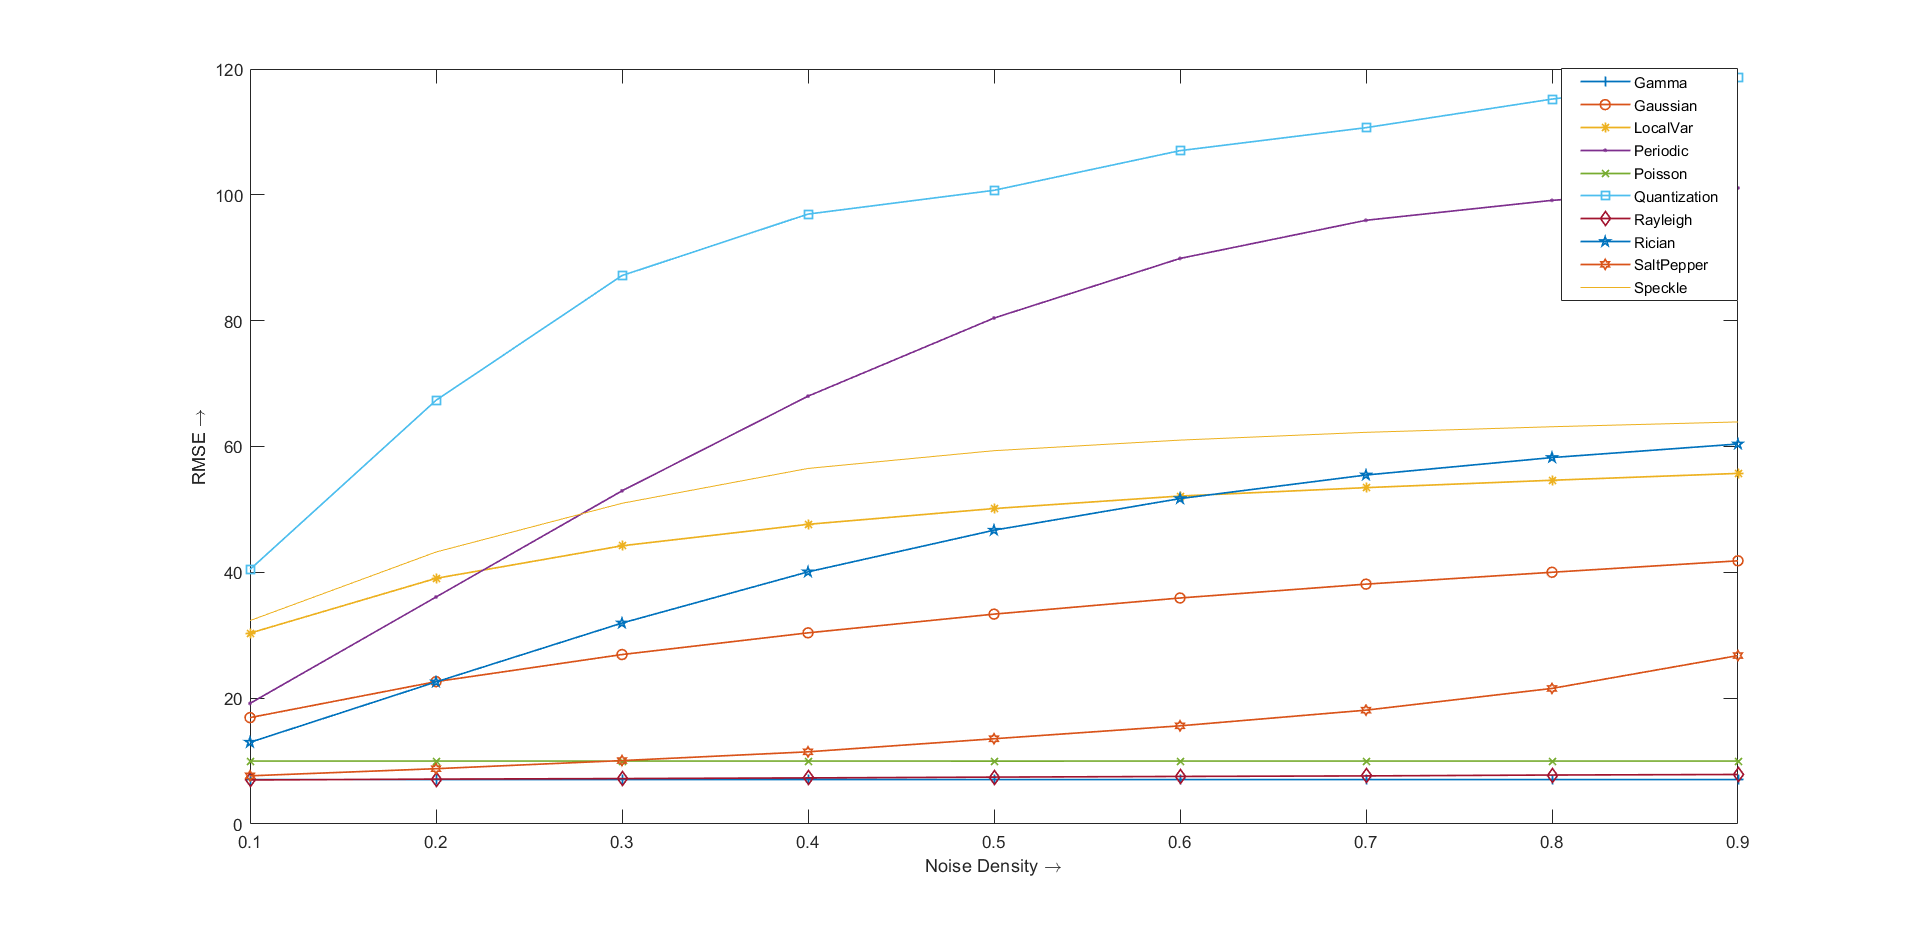 120
100
80
60
40
20
0
RMSE →
0.1 0.2 0.3 0.4 0.5 0.6 0.7 0.8 0.9
Noise Density →
Gamma
Gaussian
LocalVar
Periodic
Poisson
Quantization
Rayleigh
Rician
SaltPepper
Speckle